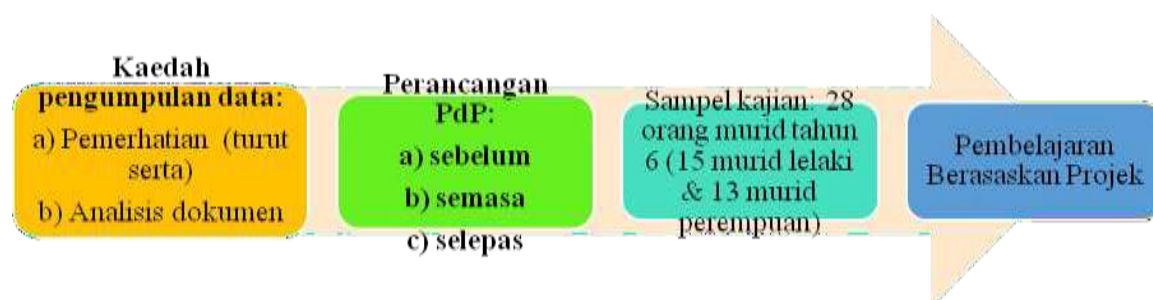 Kaedah
pengumpulan data:
a) Pemerhatian (turut
serta)
b) Analisis dokumen
Perancangan
PdP:
a) sebelum
b) semasa
c) selepas
Sampel kajian: 28
orang murid tahun
6 (15 murid lelaki
& 13 murid
perempuan)
Pembelajaran
Berasaskan Projek